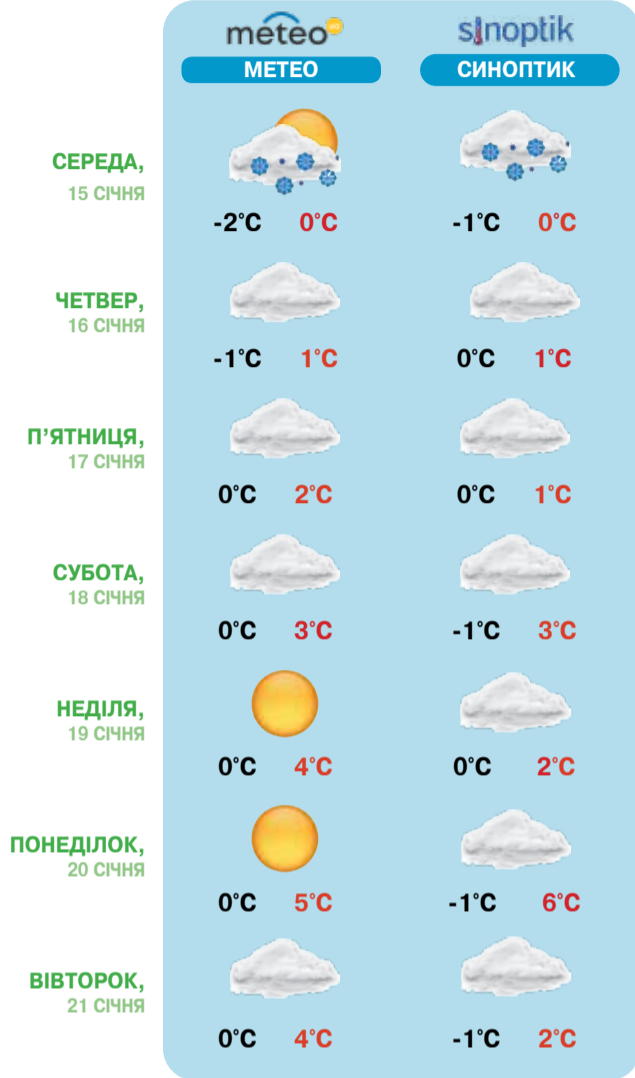 meteo
sinoptik
МЕТЕО
СИНОПТИК
СЕРЕДА,
15 СІЧНЯ
-2°C 0°C -1°C 0°C
ЧЕТВЕР,
16 СІЧНЯ
-1°C 1°C 0°C 1°C
П’ЯТНИЦЯ,
17 СІЧНЯ
0°C 2°C 0°C 1°C
СУБОТА,
18 СІЧНЯ
0°C 3°C -1°C 3°C
НЕДІЛЯ,
19 СІЧНЯ
0°C 4°C 0°C 2°C
ПОНЕДІЛОК,
20 СІЧНЯ
0°C 5°C -1°C 6°C
ВІВТОРОК,
21 СІЧНЯ
0°C 4°C -1°C 2°C